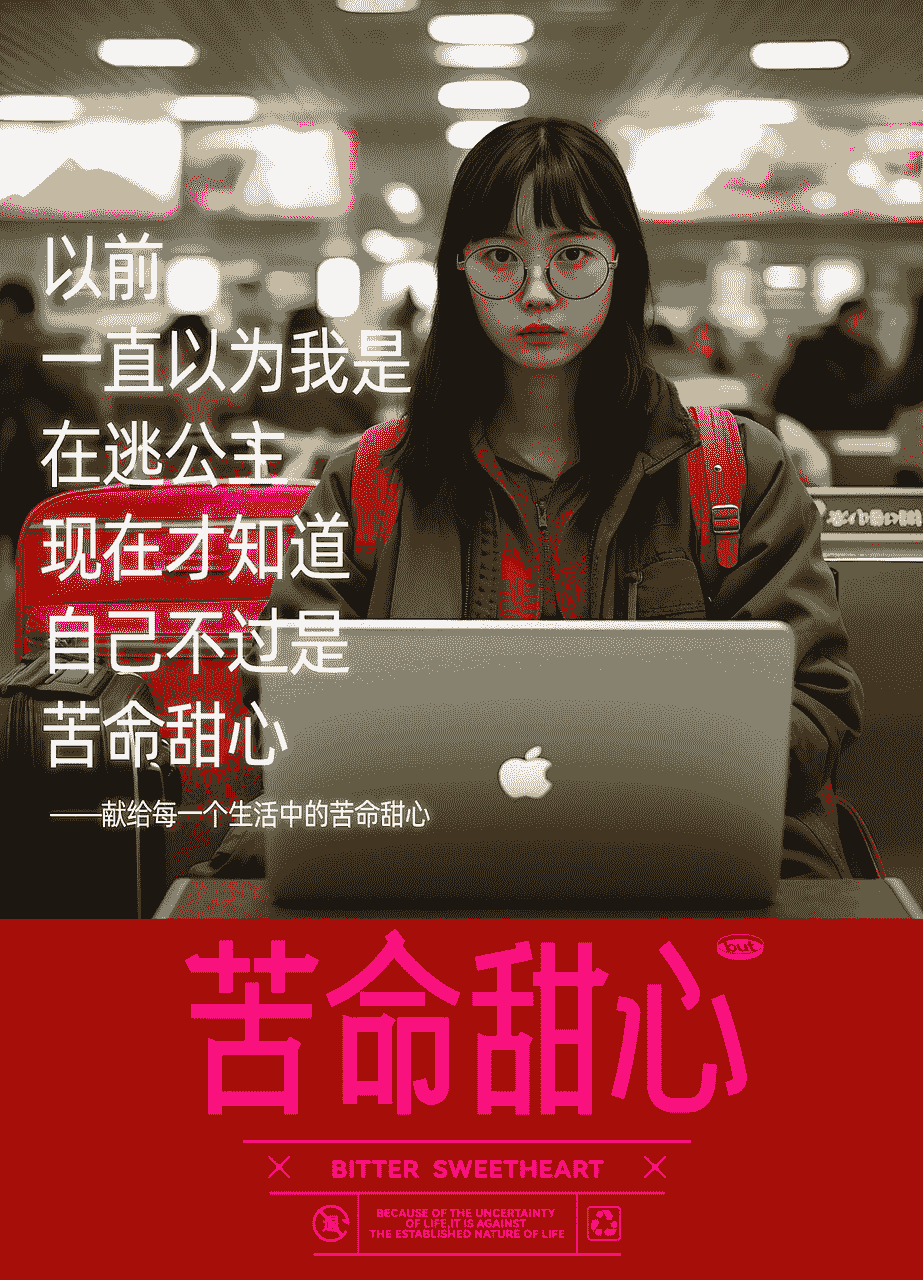 以前
一直以为我是
在逃公主
现在才知道
自己不过是
苦命甜心
——献给每一个生活中的苦命甜心
苦命甜心
but
BITTER SWEETHEART
BECAUSE OF THE UNCERTAINTY
OF LIFE,IT IS AGAINST
THE ESTABLISHED NATURE OF LIFE